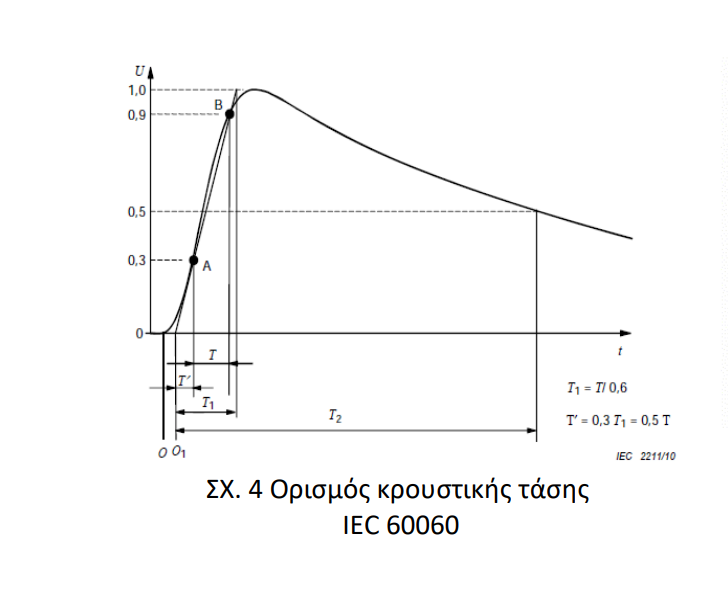 U
1,0
B
0,9
0,5
0,3
A
0
t
T
T′
T1 = T/ 0,6
T1
T2
T′ = 0,3 T1 = 0,5 T
O O1
IEC 2211/10
ΣΧ. 4 Ορισμός κρουστικής τάσης
IEC 60060